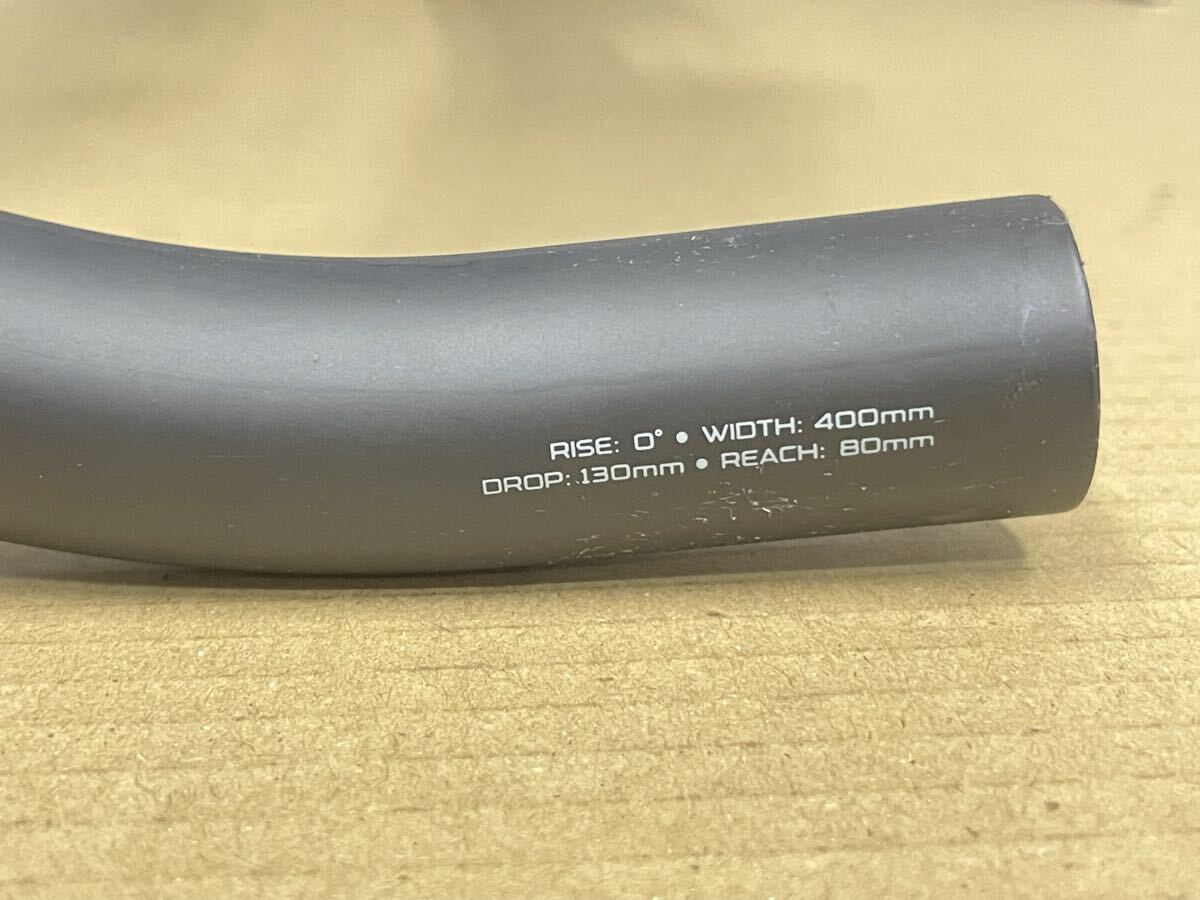 RISE: 0° • WIDTH: 400mm
DROP: 130mm • REACH: 80mm